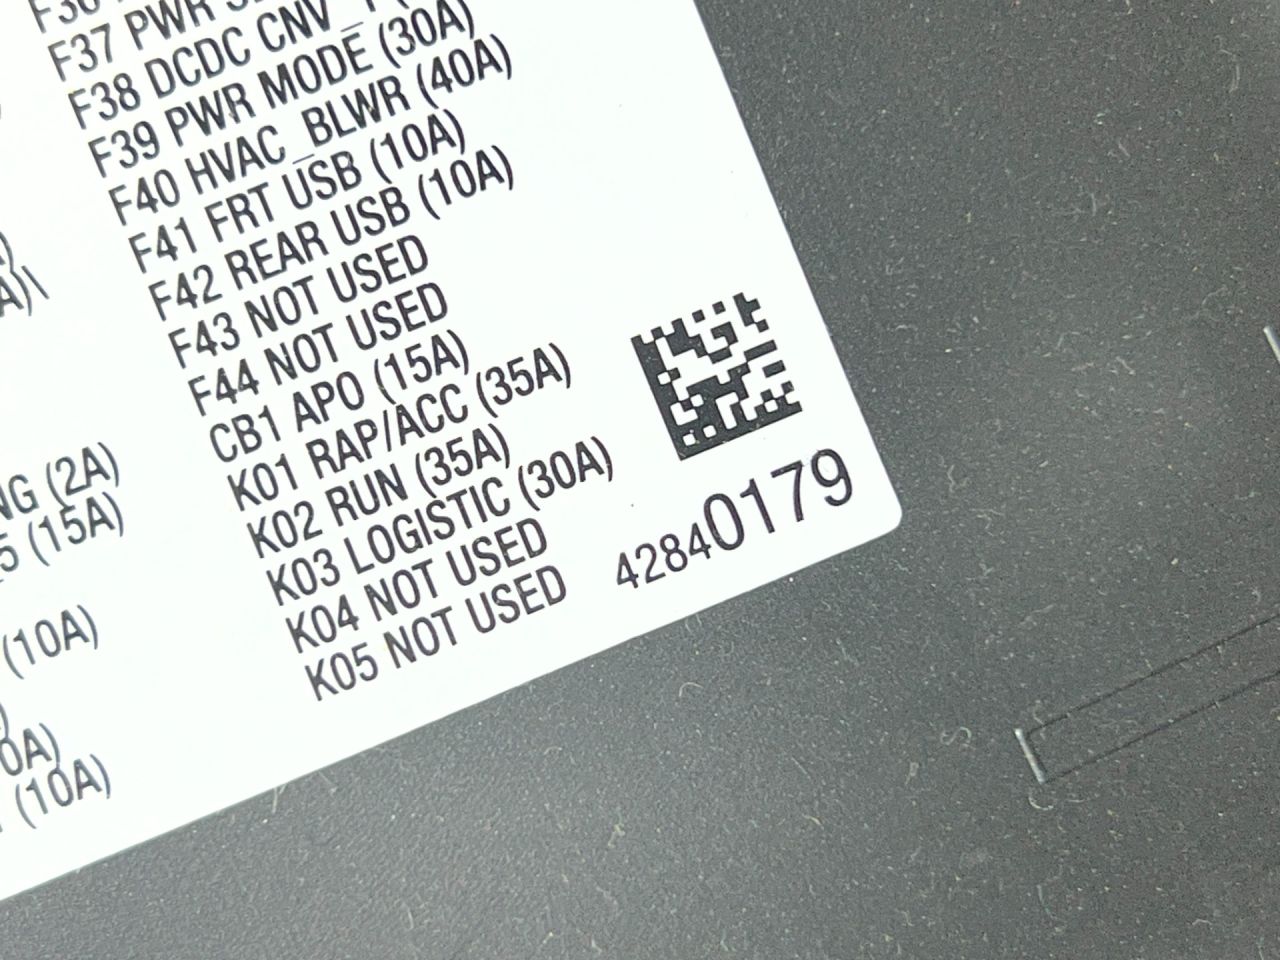 F37 PWR
F38 DCDC CNV
F39 PWR MODE (30A)
F40 HVAC_BLWR (40A)
F41 FRT USB (10A)
F42 REAR USB (10A)
F43 NOT USED
F44 NOT USED
CB1 APO (15A)
K01 RAP/ACC (35A)
K02 RUN (35A)
K03 LOGISTIC (30A)
K04 NOT USED
K05 NOT USED
42840179
(2A)
(15A)
(10A)
(10A)